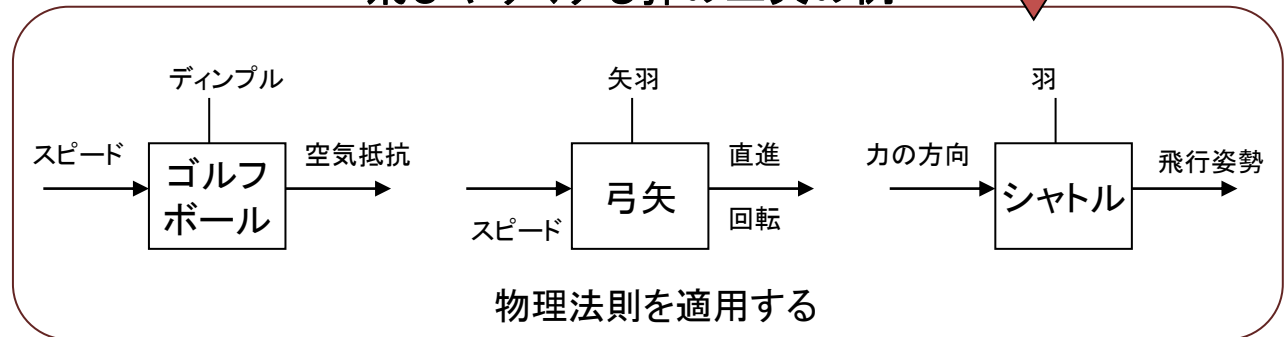 ディンプル
スピード
ゴルフ
ボール
空気抵抗
矢羽
スピード
弓矢
直進
回転
羽
力の方向
シャトル
飛行姿勢
物理法則を適用する